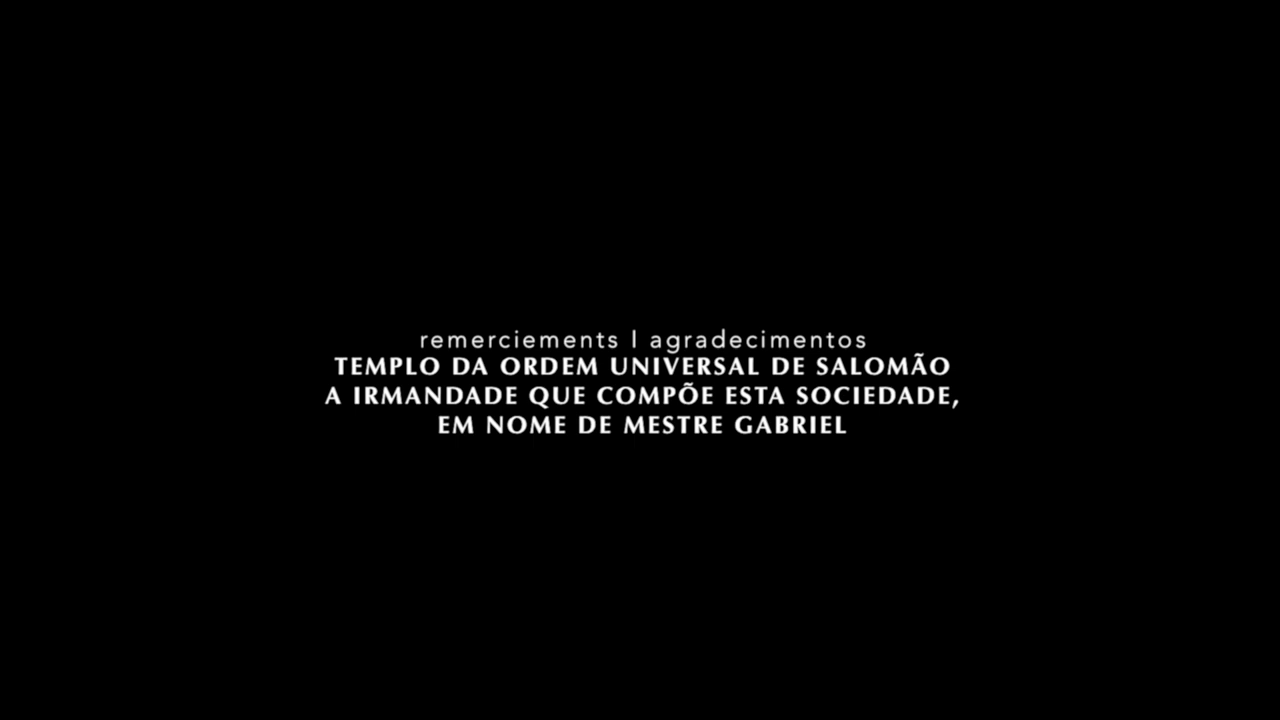 remerciements | agradecimentos
TEMPLO DA ORDEM UNIVERSAL DE SALOMÃO
A IRMANDADE QUE COMPÕE ESTA SOCIEDADE,
EM NOME DE MESTRE GABRIEL